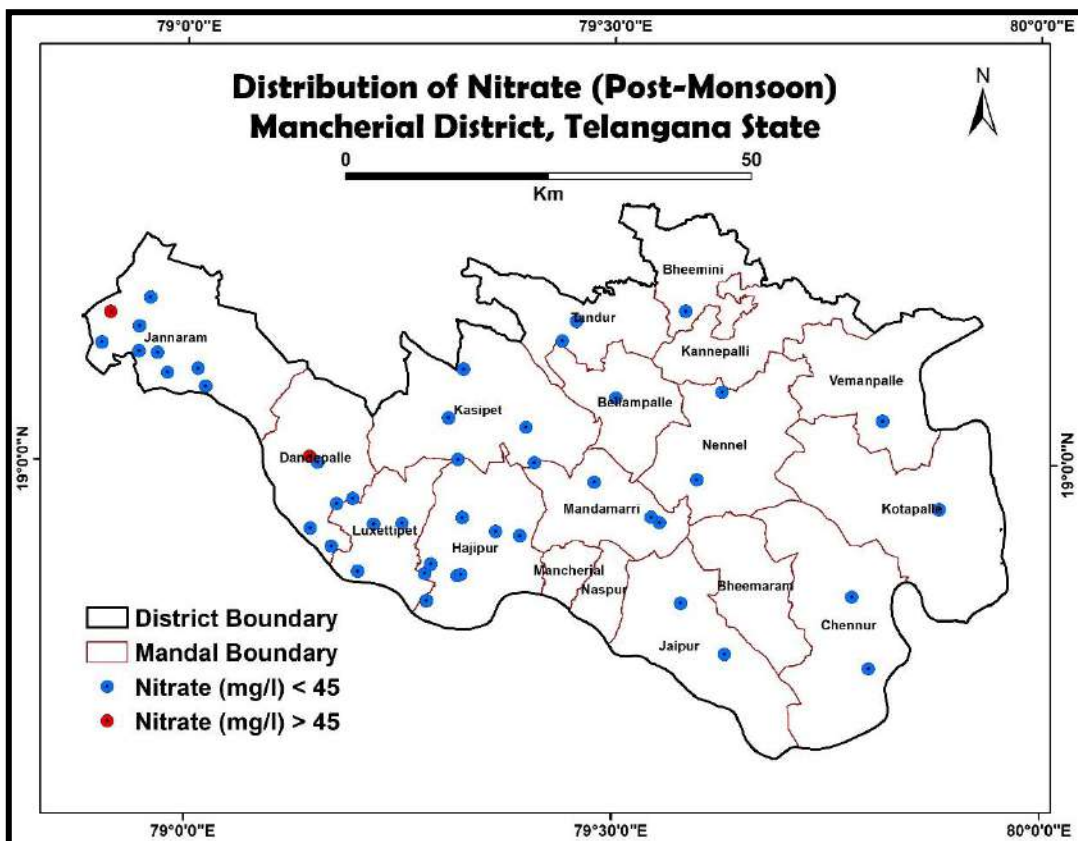 79°0'0"E
79°30'0"E
80°0'0"E
Distribution of Nitrate (Post-Monsoon)
Mancherial District, Telangana State
N
0
50
Km
Bheemini
Tandur
Jannaram
Kannepalli
Vemanpalle
Bellampalle
Kasipet
Nennel
19°0'0"N
Dandepalle
19°0'0"N
Mandamarri
Kotapalle
Luxettipet
Hajipur
Mancherial
Naspur
Bheemaram
Chennur
Jaipur
District Boundary
Mandal Boundary
Nitrate (mg/l) < 45
Nitrate (mg/l) > 45
79°0'0"E
79°30'0"E
80°0'0"E